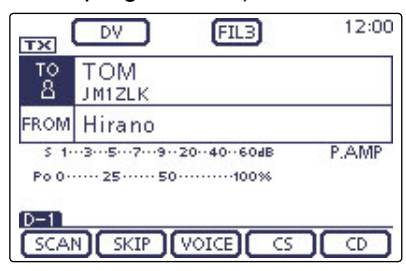 DV FIL3 12:00
TX
TO TOM
JM1ZLK
FROM Hirano
S 1··3··5··7··9··20··40··60dB P.AMP
Po 0······25······50··········100%
D-1
SCAN SKIP VOICE CS CD